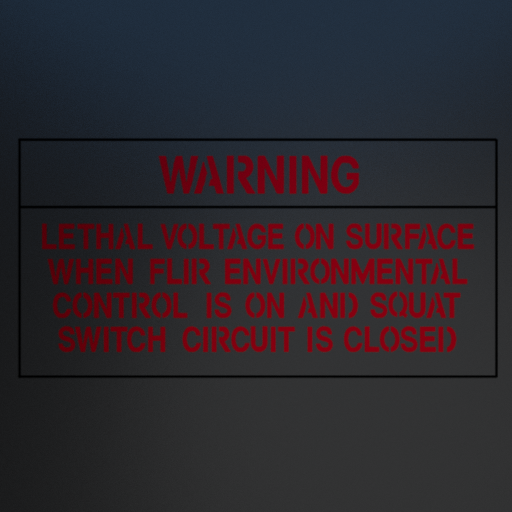 WARNING
LETHAL VOLTAGE ON SURFACE
WHEN FLIR ENVIRONMENTAL
CONTROL IS ON AND SQUAT
SWITCH CIRCUIT IS CLOSED